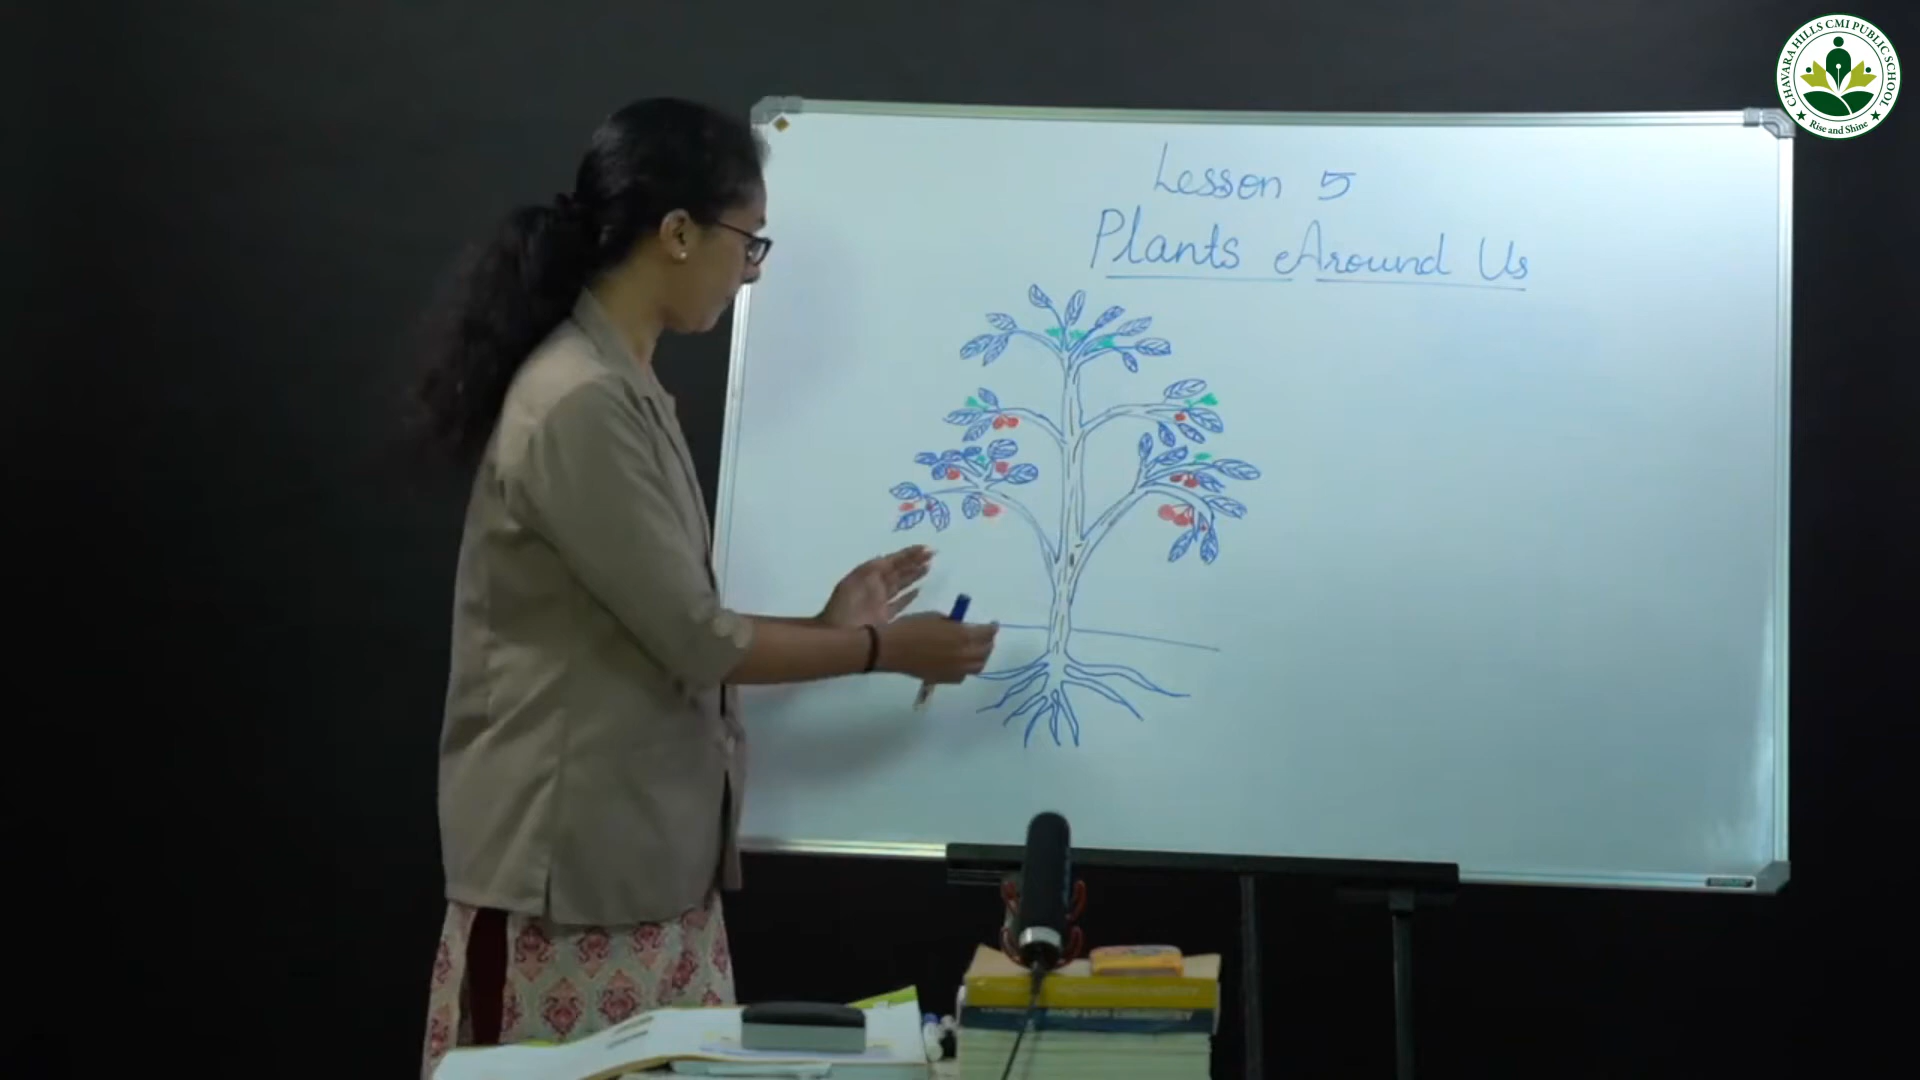 CHAVARA HILLS CMI PUBLIC SCHOOL
Rise and Shine
Lesson 5
Plants Around Us